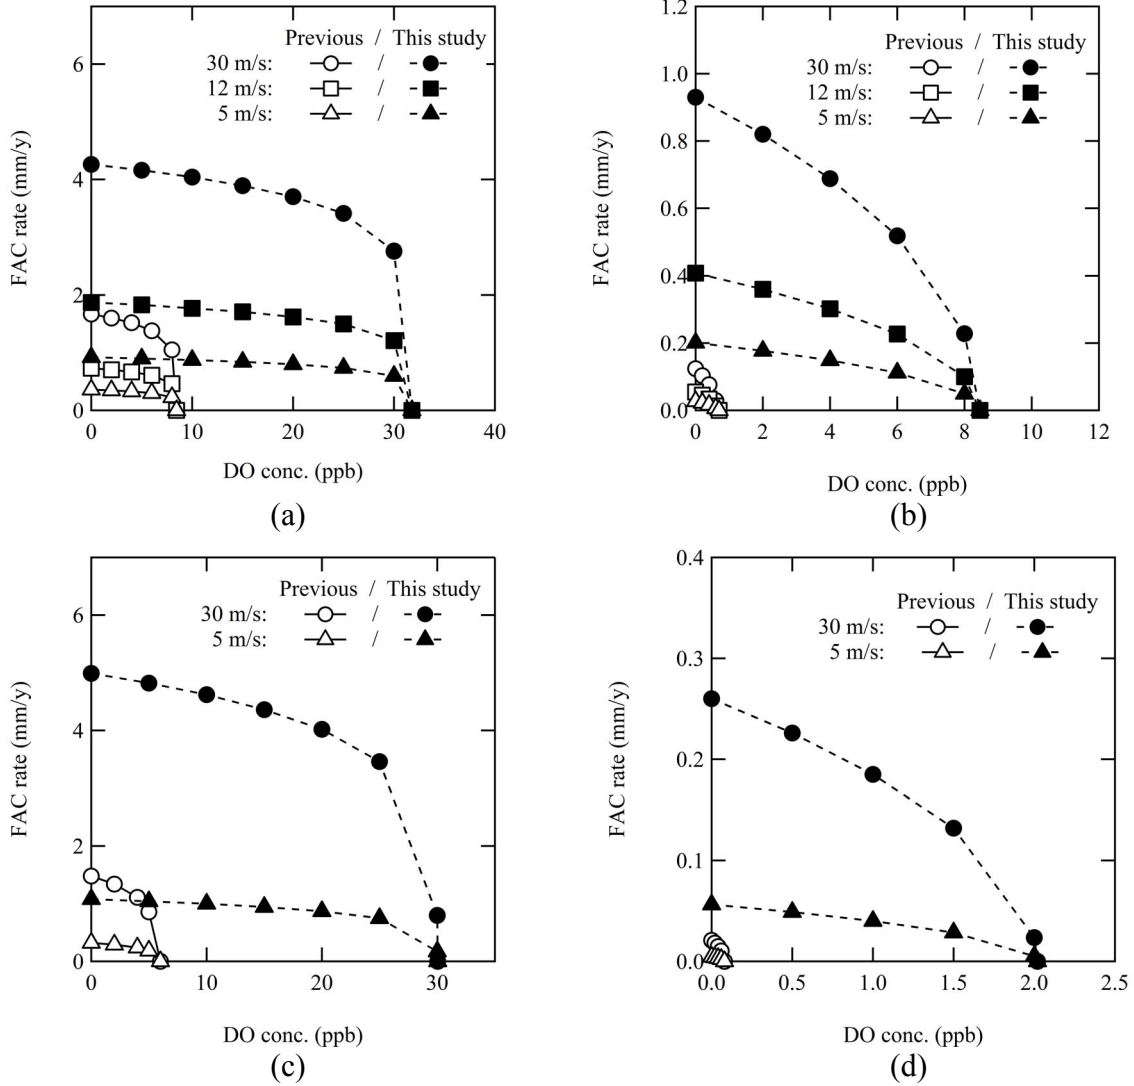 Previous / This study
30 m/s: /
12 m/s: /
5 m/s: /
FAC rate (mm/y)
6
4
2
0
0 10 20 30 40
DO conc. (ppb)
(a)
Previous / This study
30 m/s: /
12 m/s: /
5 m/s: /
FAC rate (mm/y)
1.2
1.0
0.8
0.6
0.4
0.2
0.0
0 2 4 6 8 10 12
DO conc. (ppb)
(b)
Previous / This study
30 m/s: /
5 m/s: /
FAC rate (mm/y)
6
4
2
0
0 10 20 30
DO conc. (ppb)
(c)
Previous / This study
30 m/s: /
5 m/s: /
FAC rate (mm/y)
0.4
0.3
0.2
0.1
0.0
0.0 0.5 1.0 1.5 2.0 2.5
DO conc. (ppb)
(d)